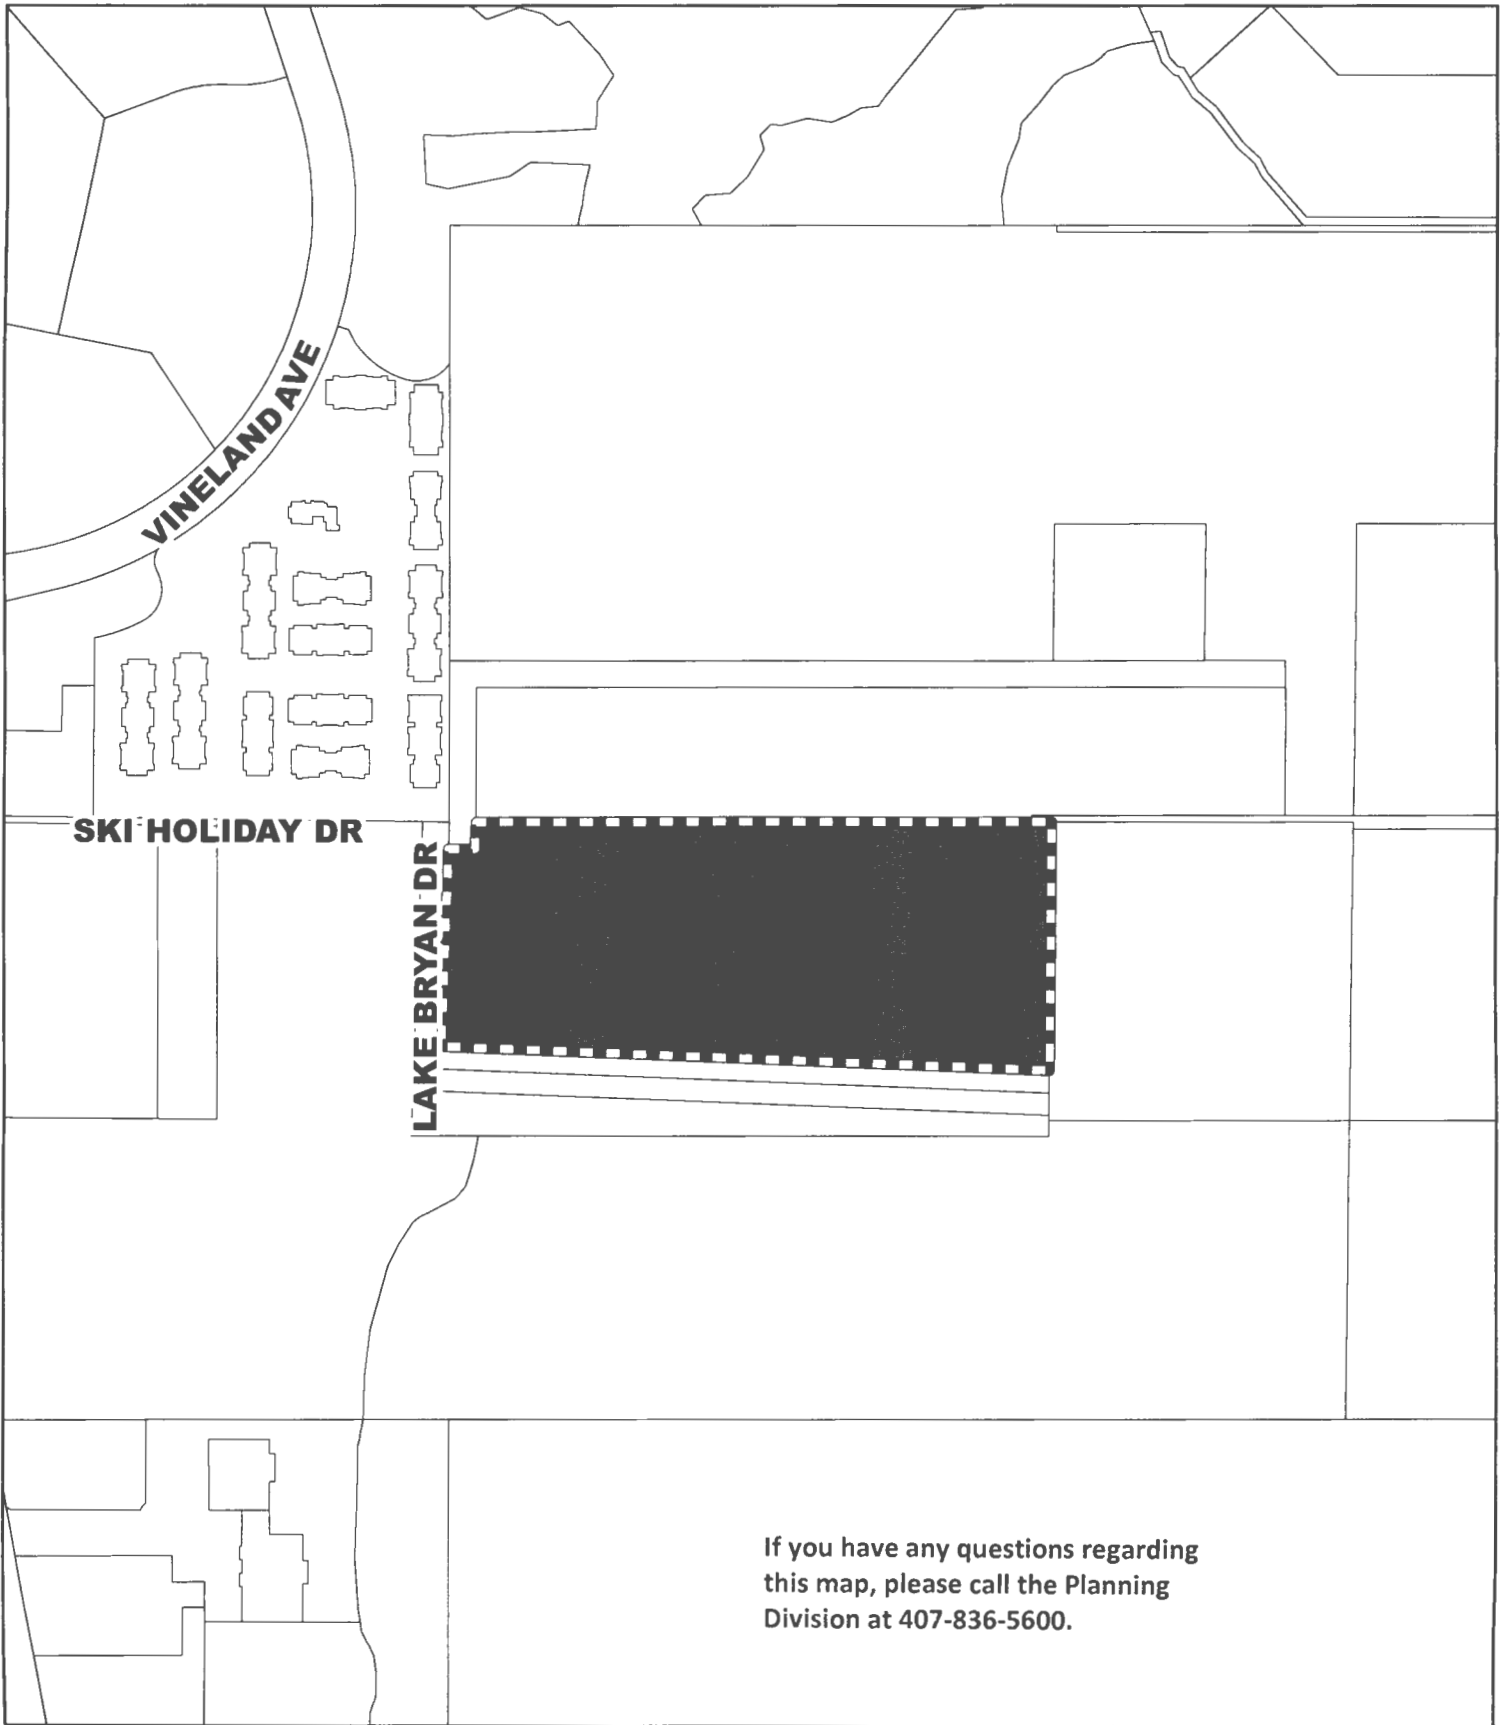 VINELAND AVE
SKI HOLIDAY DR
LAKE BRYAN DR
If you have any questions regarding
this map, please call the Planning
Division at 407-836-5600.